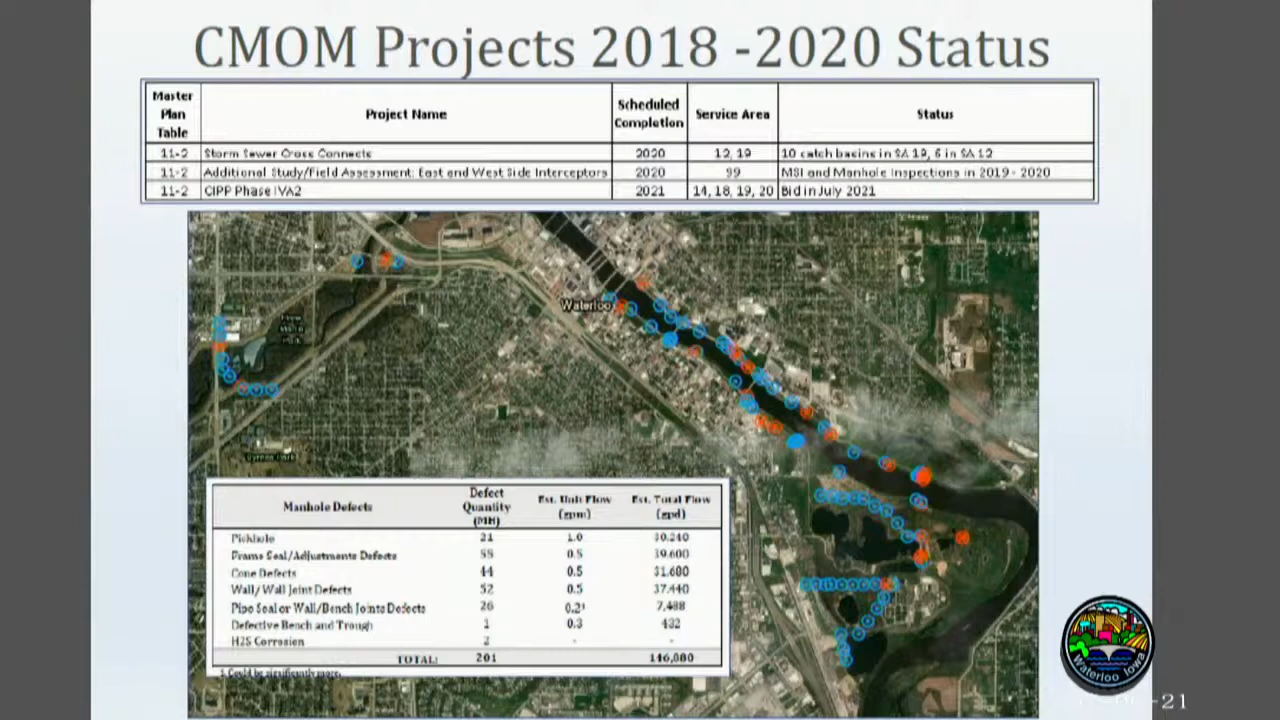 CMOM Projects 2018 -2020 Status
Master Plan Table Project Name Scheduled Completion Service Area Status
11-2 Storm Sewer Cross Connects 2020 12, 19 10 catch basins in SA 19, 6 in SA 12
11-2 Additional Study/Field Assessment: East and West Side Interceptors 2020 99 MSI and Manhole Inspections in 2019 - 2020
11-2 CIPP Phase IVA2 2021 14, 18, 19, 20 Bid in July 2021
Waterloo
Manhole Defects Defect Quantity (MH) Est. Unit Flow (gpm) Est. Total Flow (gpd)
Pickhole 21 1.0 30,240
Frame Seal/Adjustments Defects 55 0.5 39,600
Cone Defects 44 0.5 31,680
Wall/ Wall Joint Defects 52 0.5 37,440
Pipe Seal or Wall/Bench Joints Defects 26 0.2¹ 7,488
Defective Bench and Trough 1 0.3 432
H2S Corrosion 2 - -
TOTAL: 201 146,880
1. Could be significantly more.
Waterloo Iowa
-21